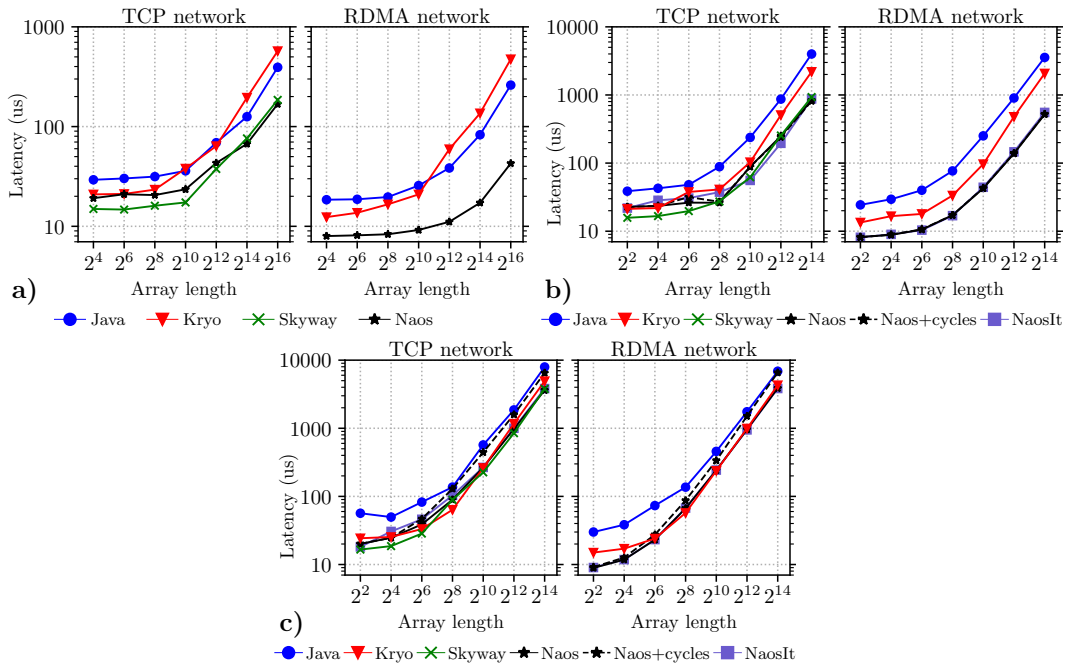 TCP network RDMA network
1000
100
10
Latency (us)
2^4 2^6 2^8 2^10 2^12 2^14 2^16 2^4 2^6 2^8 2^10 2^12 2^14 2^16
Array length Array length
a)
Java Kryo Skyway Naos
TCP network RDMA network
10000
1000
100
10
Latency (us)
2^2 2^4 2^6 2^8 2^10 2^12 2^14 2^2 2^4 2^6 2^8 2^10 2^12 2^14
Array length Array length
b)
Java Kryo Skyway Naos Naos+cycles NaosIt
TCP network RDMA network
10000
1000
100
10
Latency (us)
2^2 2^4 2^6 2^8 2^10 2^12 2^14 2^2 2^4 2^6 2^8 2^10 2^12 2^14
Array length Array length
c)
Java Kryo Skyway Naos Naos+cycles NaosIt